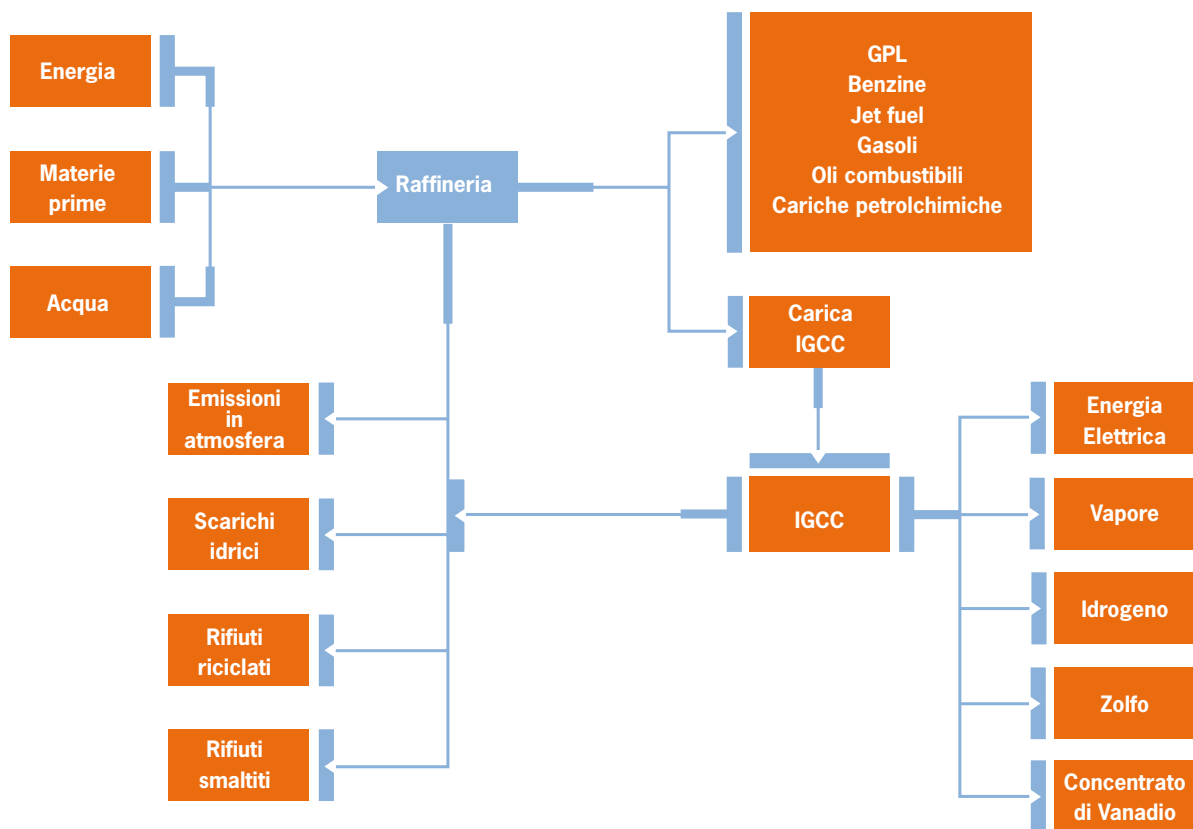 Energia
Materie
prime
Acqua
Raffineria
GPL
Benzine
Jet fuel
Gasoli
Oli combustibili
Cariche petrolchimiche
Carica
IGCC
Emissioni
in
atmosfera
Scarichi
idrici
Rifiuti
riciclati
Rifiuti
smaltiti
IGCC
Energia
Elettrica
Vapore
Idrogeno
Zolfo
Concentrato
di Vanadio